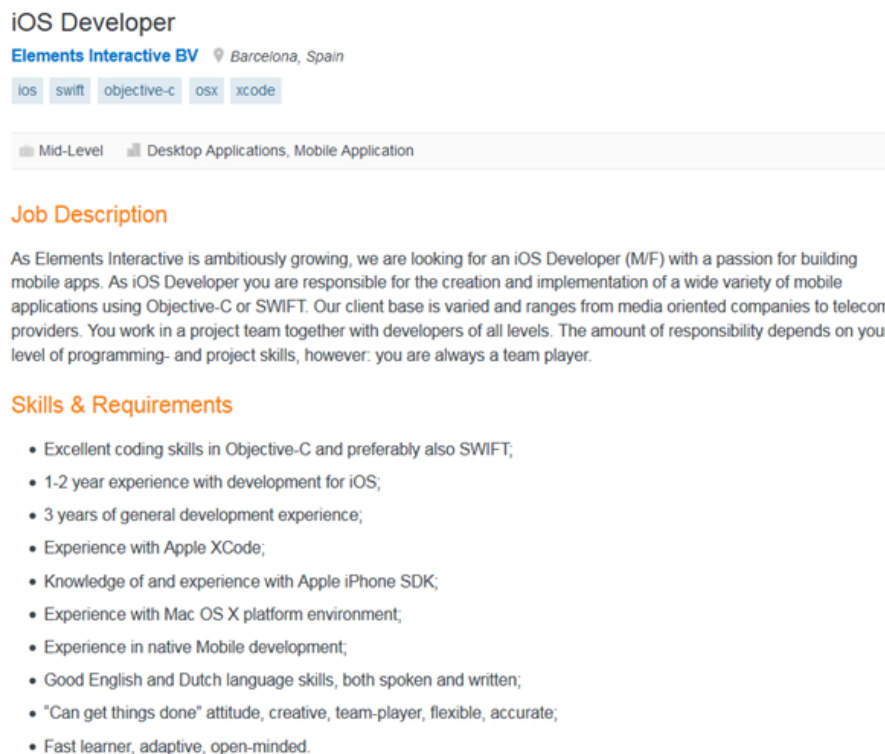 iOS Developer
Elements Interactive BV Barcelona, Spain
ios swift objective-c osx xcode
Mid-Level Desktop Applications, Mobile Application
Job Description
As Elements Interactive is ambitiously growing, we are looking for an iOS Developer (M/F) with a passion for building
mobile apps. As iOS Developer you are responsible for the creation and implementation of a wide variety of mobile
applications using Objective-C or SWIFT. Our client base is varied and ranges from media oriented companies to telecom
providers. You work in a project team together with developers of all levels. The amount of responsibility depends on you
level of programming- and project skills, however: you are always a team player.
Skills & Requirements
• Excellent coding skills in Objective-C and preferably also SWIFT;
• 1-2 year experience with development for iOS;
• 3 years of general development experience;
• Experience with Apple XCode;
• Knowledge of and experience with Apple iPhone SDK;
• Experience with Mac OS X platform environment;
• Experience in native Mobile development;
• Good English and Dutch language skills, both spoken and written;
• "Can get things done" attitude, creative, team-player, flexible, accurate;
• Fast learner, adaptive, open-minded.